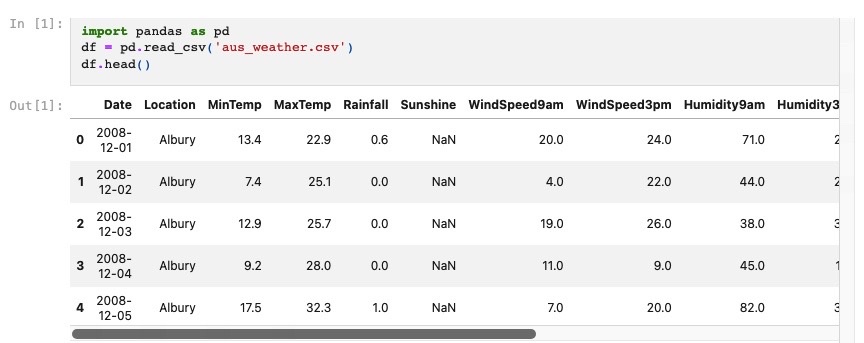 In [1]:
import pandas as pd
df = pd.read_csv('aus_weather.csv')
df.head()
Out[1]:
Date Location MinTemp MaxTemp Rainfall Sunshine WindSpeed9am WindSpeed3pm Humidity9am Humidity3
0 2008-12-01 Albury 13.4 22.9 0.6 NaN 20.0 24.0 71.0
1 2008-12-02 Albury 7.4 25.1 0.0 NaN 4.0 22.0 44.0
2 2008-12-03 Albury 12.9 25.7 0.0 NaN 19.0 26.0 38.0
3 2008-12-04 Albury 9.2 28.0 0.0 NaN 11.0 9.0 45.0
4 2008-12-05 Albury 17.5 32.3 1.0 NaN 7.0 20.0 82.0